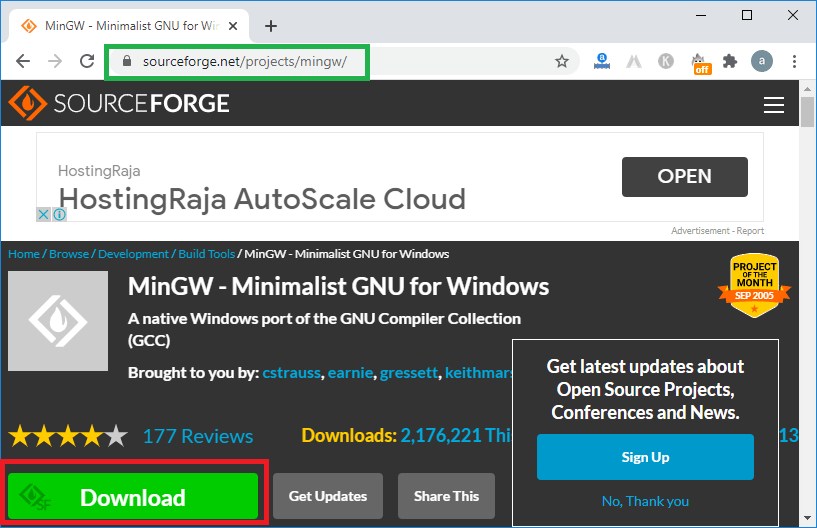 MinGW - Minimalist GNU for Win
sourceforge.net/projects/mingw/
off
a
SOURCEFORGE
HostingRaja
HostingRaja AutoScale Cloud
OPEN
Advertisement - Report
Home / Browse / Development / Build Tools / MinGW - Minimalist GNU for Windows
MinGW - Minimalist GNU for Windows
PROJECT
OF THE
MONTH
SEP 2005
A native Windows port of the GNU Compiler Collection
(GCC)
Brought to you by: cstrauss, earnie, gressett, keithmars
Get latest updates about
Open Source Projects,
Conferences and News.
Sign Up
No, Thank you
177 Reviews
Downloads: 2,176,221 Thi
13
SF
Download
Get Updates
Share This